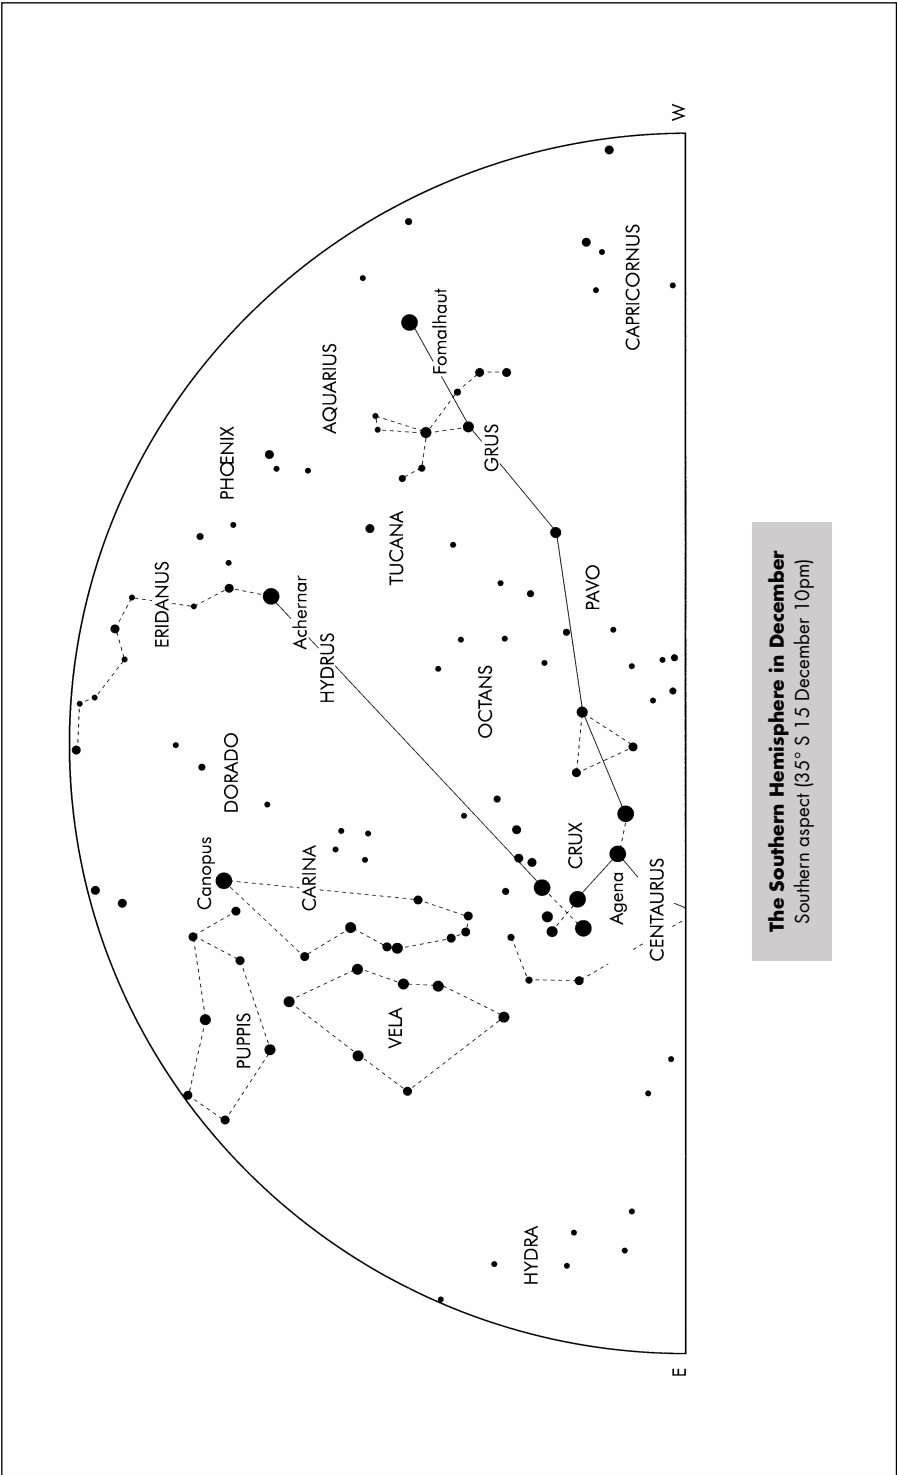 W
E
ERIDANUS
PHŒNIX
AQUARIUS
Fomalhaut
CAPRICORNUS
GRUS
TUCANA
Achernar
HYDRUS
PAVO
OCTANS
DORADO
Canopus
CARINA
CRUX
Agena
CENTAURUS
PUPPIS
VELA
HYDRA
The Southern Hemisphere in December
Southern aspect (35° S 15 December 10pm)